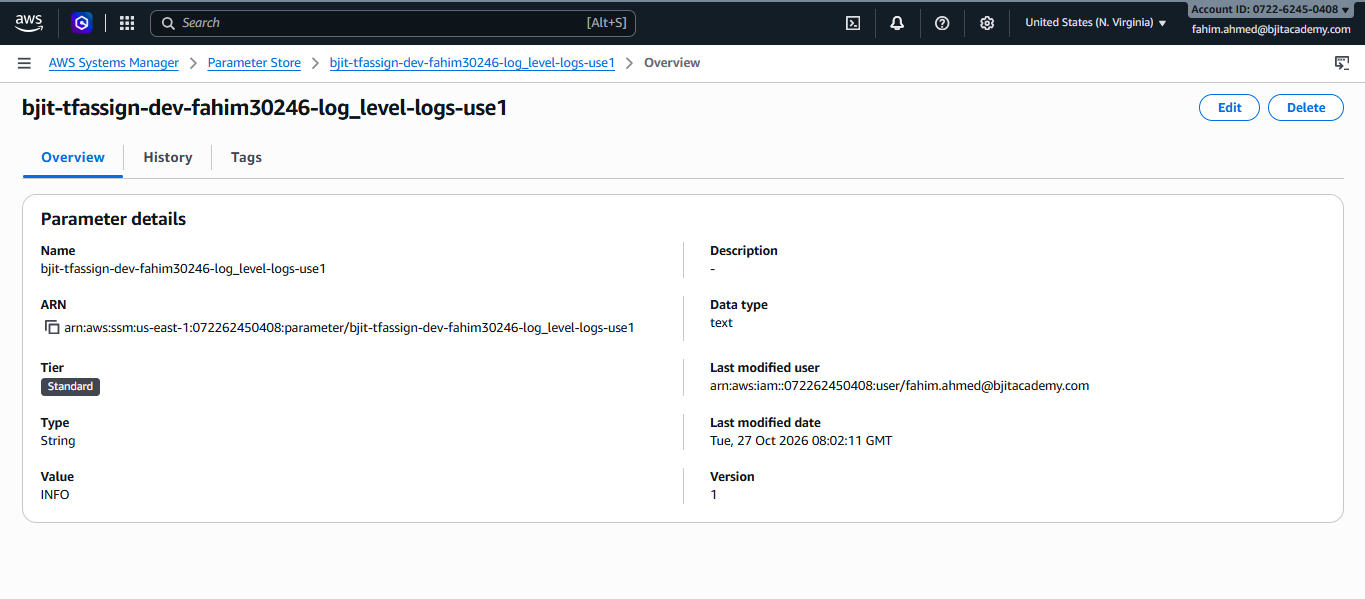 aws
Search
[Alt+S]
United States (N. Virginia)
Account ID: 0722-6245-0408
fahim.ahmed@bjitacademy.com
AWS Systems Manager
Parameter Store
bjit-tfassign-dev-fahim30246-log_level-logs-use1
Overview
bjit-tfassign-dev-fahim30246-log_level-logs-use1
Edit
Delete
Overview
History
Tags
Parameter details
Name
bjit-tfassign-dev-fahim30246-log_level-logs-use1
Description
-
ARN
arn:aws:ssm:us-east-1:072262450408:parameter/bjit-tfassign-dev-fahim30246-log_level-logs-use1
Data type
text
Tier
Standard
Last modified user
arn:aws:iam::072262450408:user/fahim.ahmed@bjitacademy.com
Type
String
Last modified date
Tue, 27 Oct 2026 08:02:11 GMT
Value
INFO
Version
1